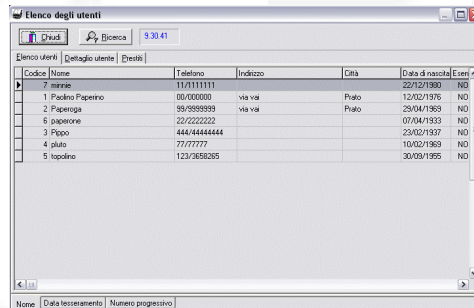 Elenco degli utenti
Chiudi Ricerca 9.30.41
Elenco utenti Dettaglio utente Prestiti
Codice Nome Telefono Indirizzo Città Data di nascita Esen
7 minnie 11/1111111 22/12/1980 NO
1 Paolino Paperino 00/000000 via vai Prato 12/02/1976 NO
2 Paperoga 99/9999999 via vai Prato 29/04/1969 NO
6 paperone 22/2222222 07/04/1933 NO
3 Pippo 444/44444444 23/02/1937 NO
4 pluto 77/77777 10/02/1969 NO
5 topolino 123/3658265 30/09/1955 NO
Nome Data tesseramento Numero progressivo